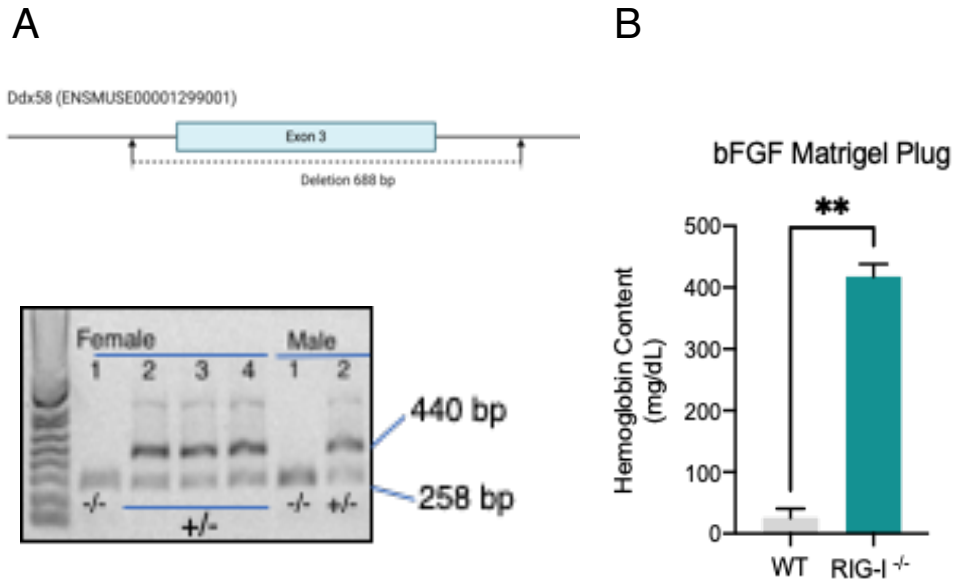 A
Ddx58 (ENSMUSE00001299001)
Exon 3
Deletion 688 bp
Female
Male
1 2 3 4 1 2
440 bp
258 bp
-/- -/- +/-
+/-
B
bFGF Matrigel Plug
**
500
400
300
200
100
0
Hemoglobin Content
(mg/dL)
WT RIG-I -/-